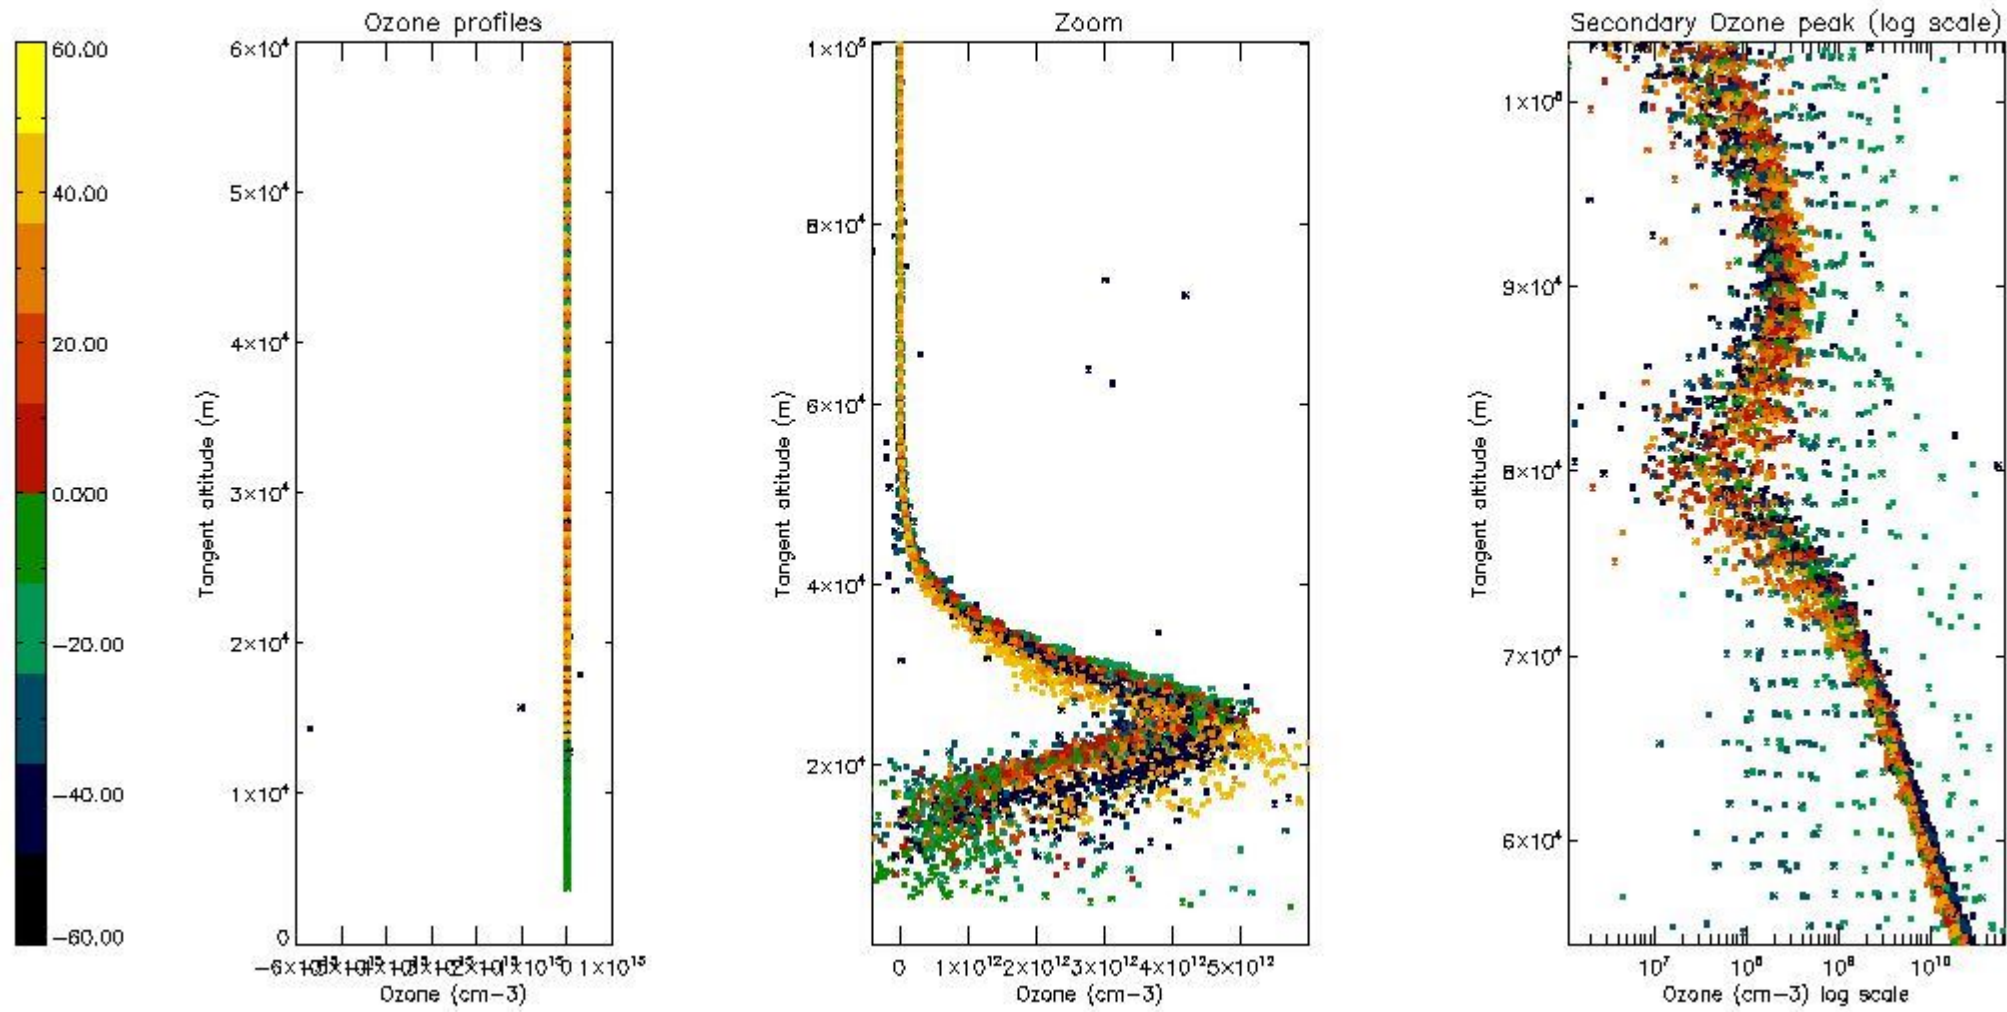 Ozone profiles
Zoom
Secondary Ozone peak (log scale)
60.00
40.00
20.00
0.000
−20.00
−40.00
−60.00
6×10⁴
5×10⁴
4×10⁴
3×10⁴
2×10⁴
1×10⁴
0
Tangent altitude (m)
0 1×10¹⁵
Ozone (cm−3)
1×10⁵
8×10⁴
6×10⁴
4×10⁴
2×10⁴
Tangent altitude (m)
0 1×10¹² 2×10¹² 3×10¹² 4×10¹² 5×10¹²
Ozone (cm−3)
9×10⁴
8×10⁴
7×10⁴
6×10⁴
Tangent altitude (m)
10⁷ 10⁸ 10⁹ 10¹⁰
Ozone (cm−3) log scale